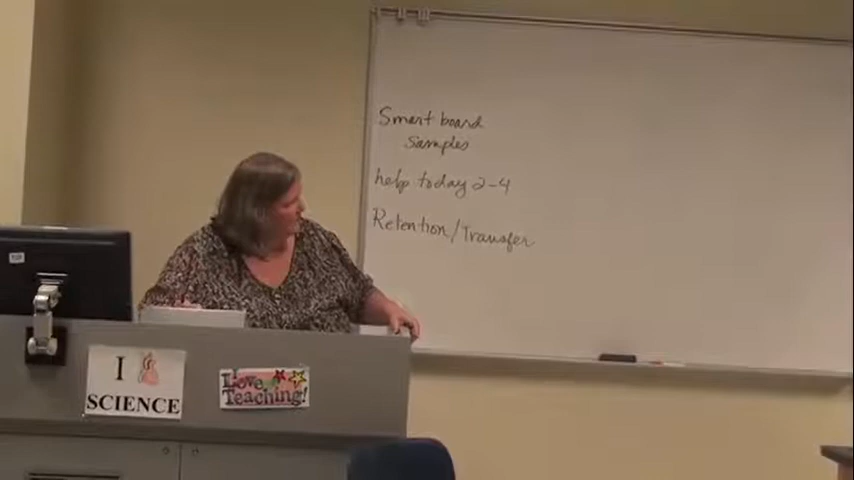 Smart board
Samples
help today 2-4
Retention/Transfer
I
SCIENCE
I Love
Teaching!